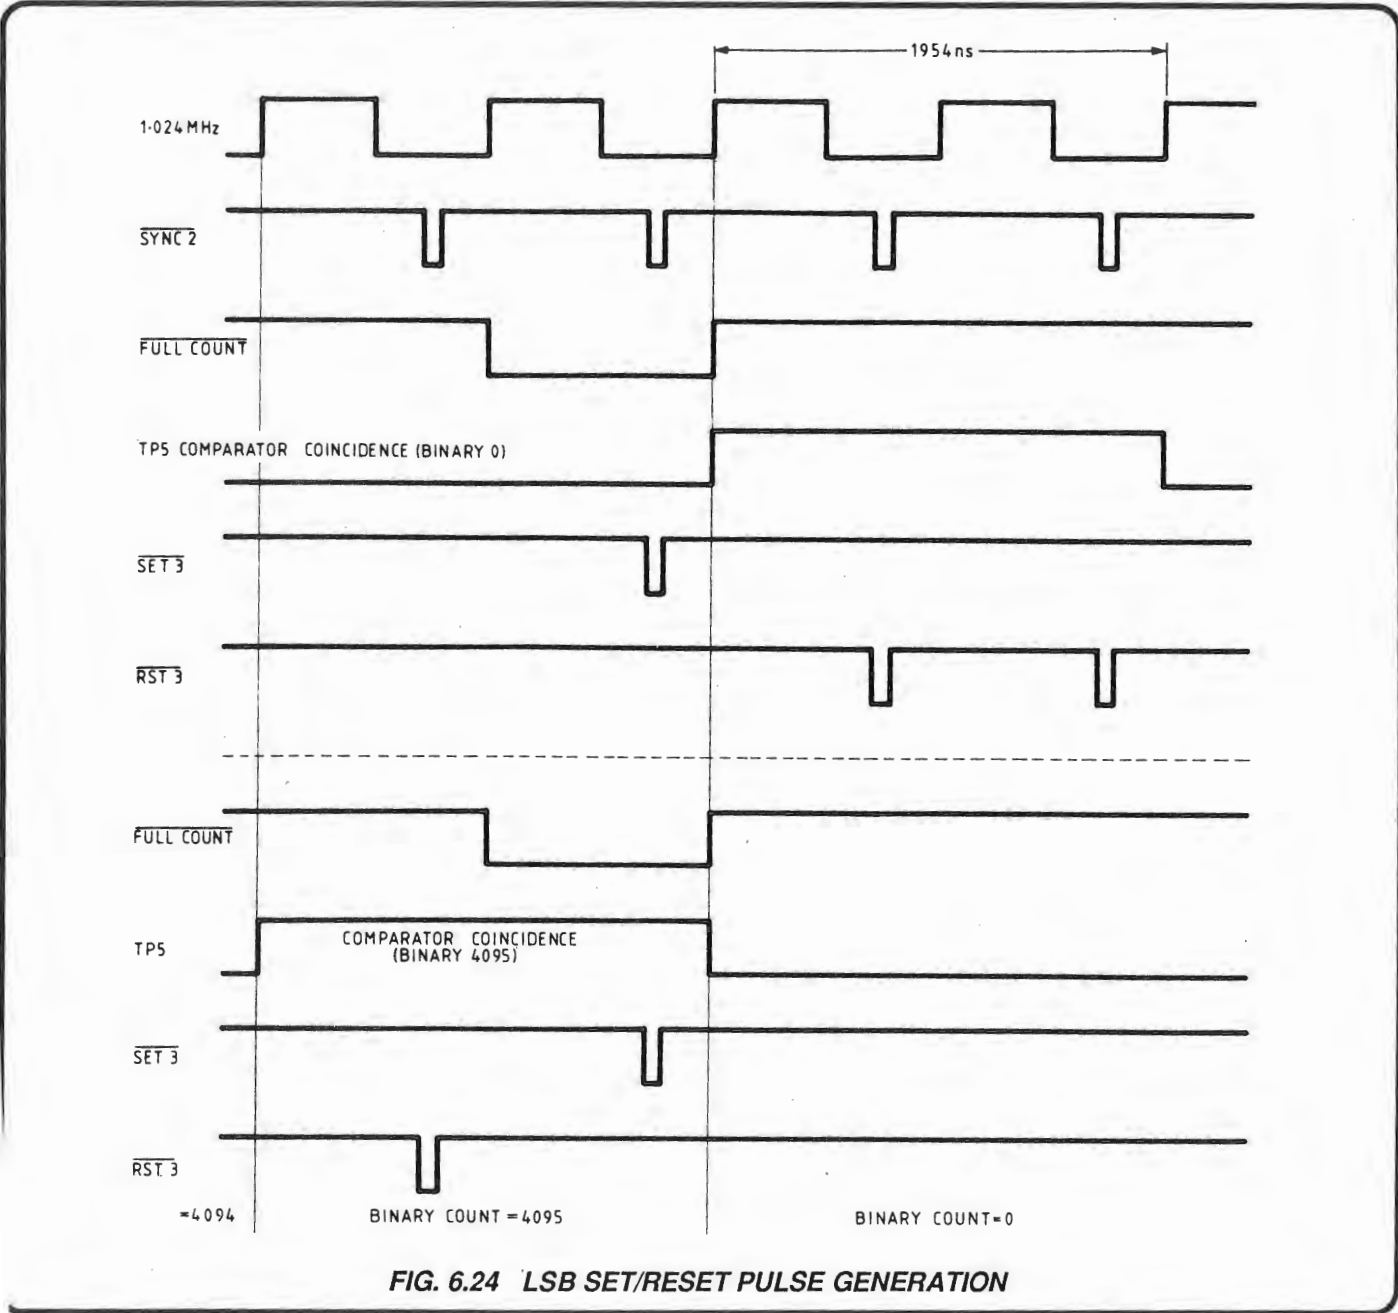 1954ns
1·024MHz
SYNC 2
FULL COUNT
TP5 COMPARATOR COINCIDENCE (BINARY 0)
SET 3
RST 3
FULL COUNT
TP5
COMPARATOR COINCIDENCE
(BINARY 4095)
SET 3
RST 3
=4094
BINARY COUNT =4095
BINARY COUNT=0
FIG. 6.24 LSB SET/RESET PULSE GENERATION